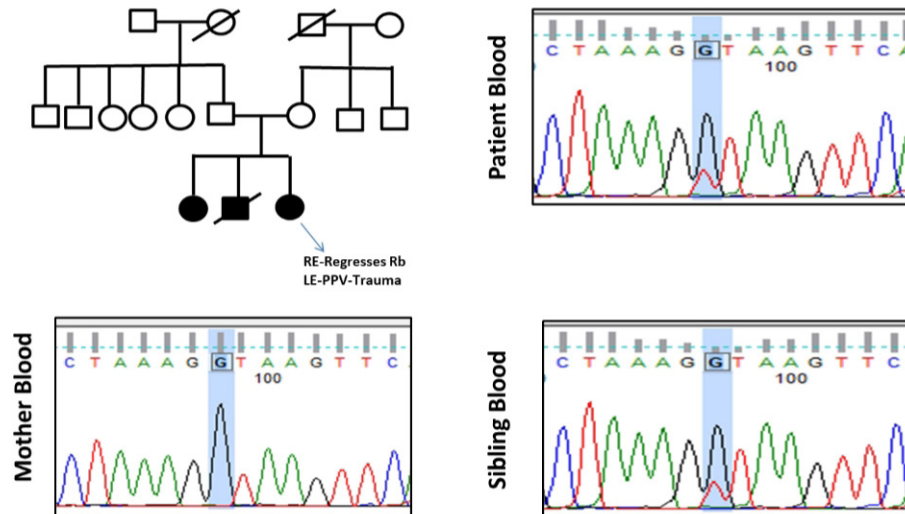 Patient Blood
C T A A A G G T A A G T T C A
100
RE-Regresses Rb
LE-PPV-Trauma
Mother Blood
C T A A A G G T A A G T T C
100
Sibling Blood
C T A A A G G T A A G T T C
100